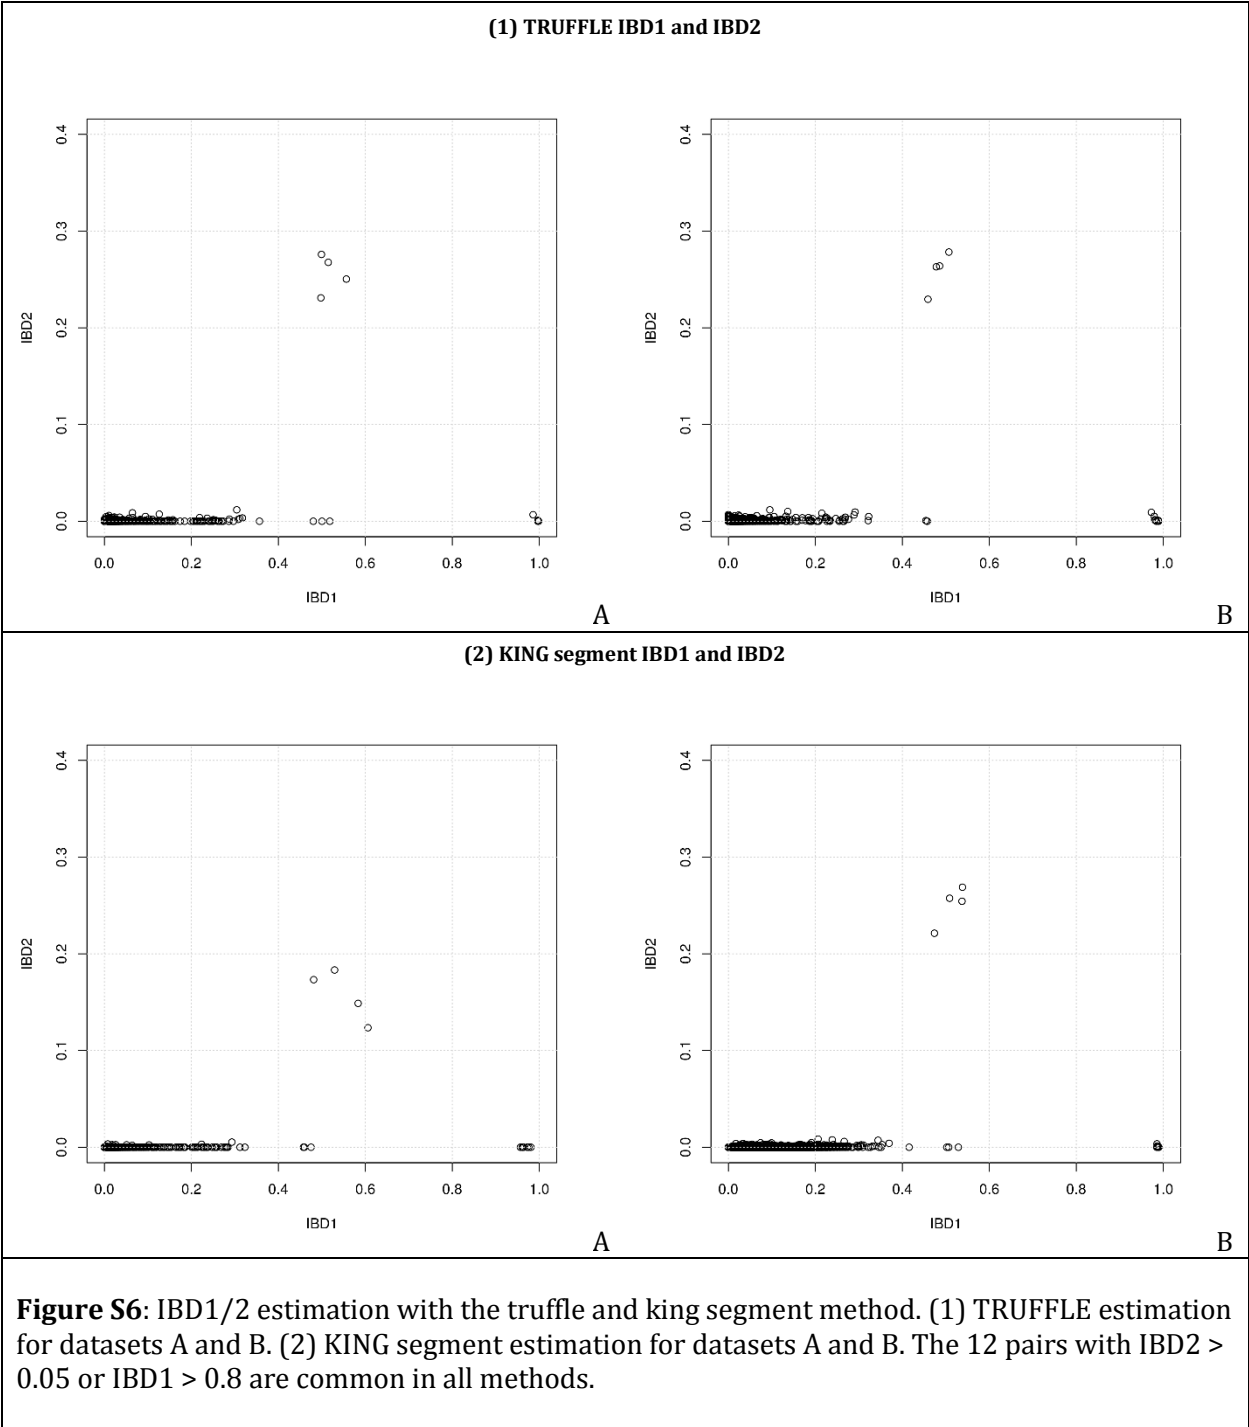 (1) TRUFFLE IBD1 and IBD2
0.4
0.3
0.2
0.1
0.0
IBD2
0.0 0.2 0.4 0.6 0.8 1.0
IBD1
A
0.4
0.3
0.2
0.1
0.0
IBD2
0.0 0.2 0.4 0.6 0.8 1.0
IBD1
B
(2) KING segment IBD1 and IBD2
0.4
0.3
0.2
0.1
0.0
IBD2
0.0 0.2 0.4 0.6 0.8 1.0
IBD1
A
0.4
0.3
0.2
0.1
0.0
IBD2
0.0 0.2 0.4 0.6 0.8 1.0
IBD1
B
Figure S6: IBD1/2 estimation with the truffle and king segment method. (1) TRUFFLE estimation
for datasets A and B. (2) KING segment estimation for datasets A and B. The 12 pairs with IBD2 >
0.05 or IBD1 > 0.8 are common in all methods.